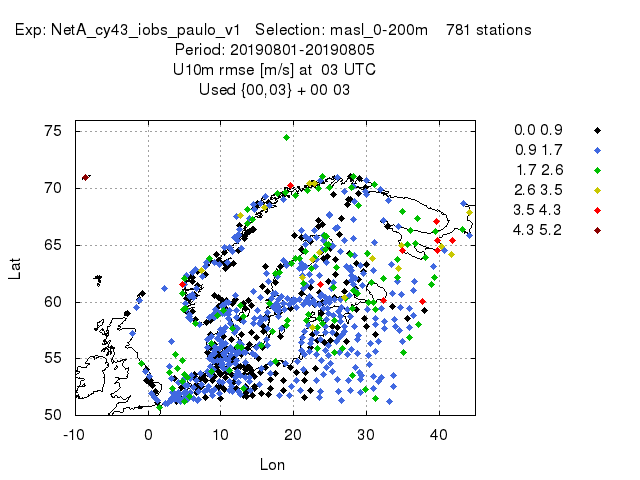 Exp: NetA_cy43_iobs_paulo_v1 Selection: masl_0-200m 781 stations
Period: 20190801-20190805
U10m rmse [m/s] at 03 UTC
Used {00,03} + 00 03
75
70
65
60
55
50
Lat
-10 0 10 20 30 40
Lon
0.0 0.9
0.9 1.7
1.7 2.6
2.6 3.5
3.5 4.3
4.3 5.2